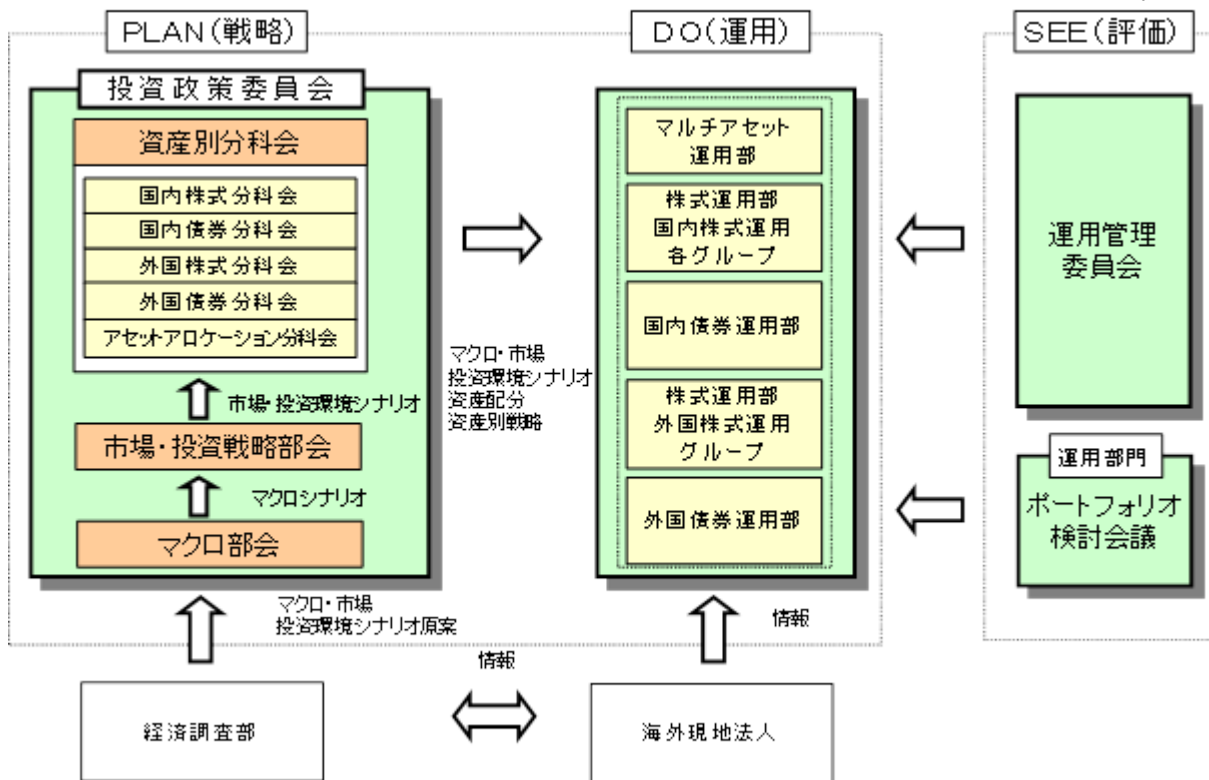 PLAN(戦略)
投資政策委員会
資産別分科会
国内株式分科会
国内債券分科会
外国株式分科会
外国債券分科会
アセットアロケーション分科会
市場・投資環境シナリオ
市場・投資戦略部会
マクロシナリオ
マクロ部会
マクロ・市場
投資環境シナリオ原案
経済調査部
マクロ・市場
投資環境シナリオ
資産配分
資産別戦略
DO(運用)
マルチアセット
運用部
株式運用部
国内株式運用
各グループ
国内債券運用部
株式運用部
外国株式運用
グループ
外国債券運用部
情報
情報
海外現地法人
SEE(評価)
運用管理
委員会
運用部門
ポートフォリオ
検討会議